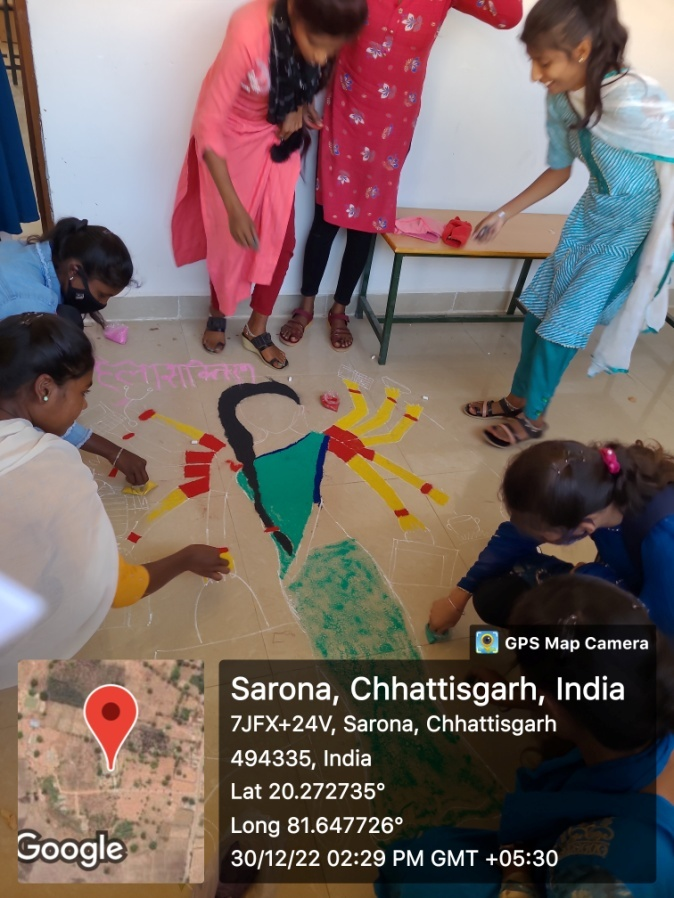 GPS Map Camera
Sarona, Chhattisgarh, India
7JFX+24V, Sarona, Chhattisgarh
494335, India
Lat 20.272735°
Long 81.647726°
30/12/22 02:29 PM GMT +05:30
Google